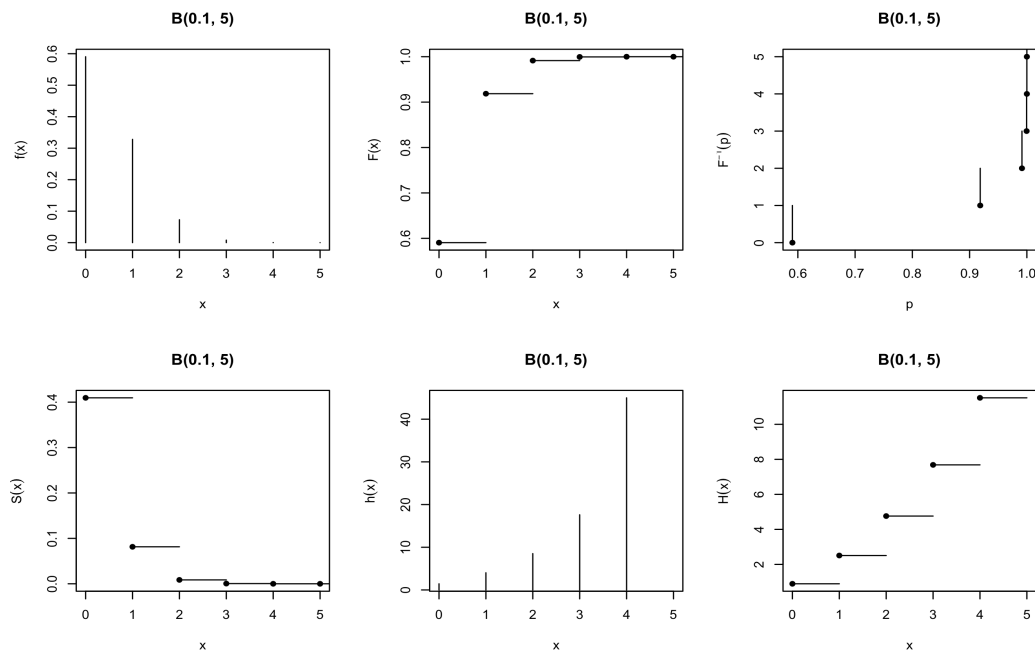 B(0.1, 5)
f(x)
0.0 0.1 0.2 0.3 0.4 0.5 0.6
0 1 2 3 4 5
x
B(0.1, 5)
F(x)
0.6 0.7 0.8 0.9 1.0
0 1 2 3 4 5
x
B(0.1, 5)
F⁻¹(p)
0 1 2 3 4 5
0.6 0.7 0.8 0.9 1.0
p
B(0.1, 5)
S(x)
0.0 0.1 0.2 0.3 0.4
0 1 2 3 4 5
x
B(0.1, 5)
h(x)
0 10 20 30 40
0 1 2 3 4 5
x
B(0.1, 5)
H(x)
2 4 6 8 10
0 1 2 3 4 5
x